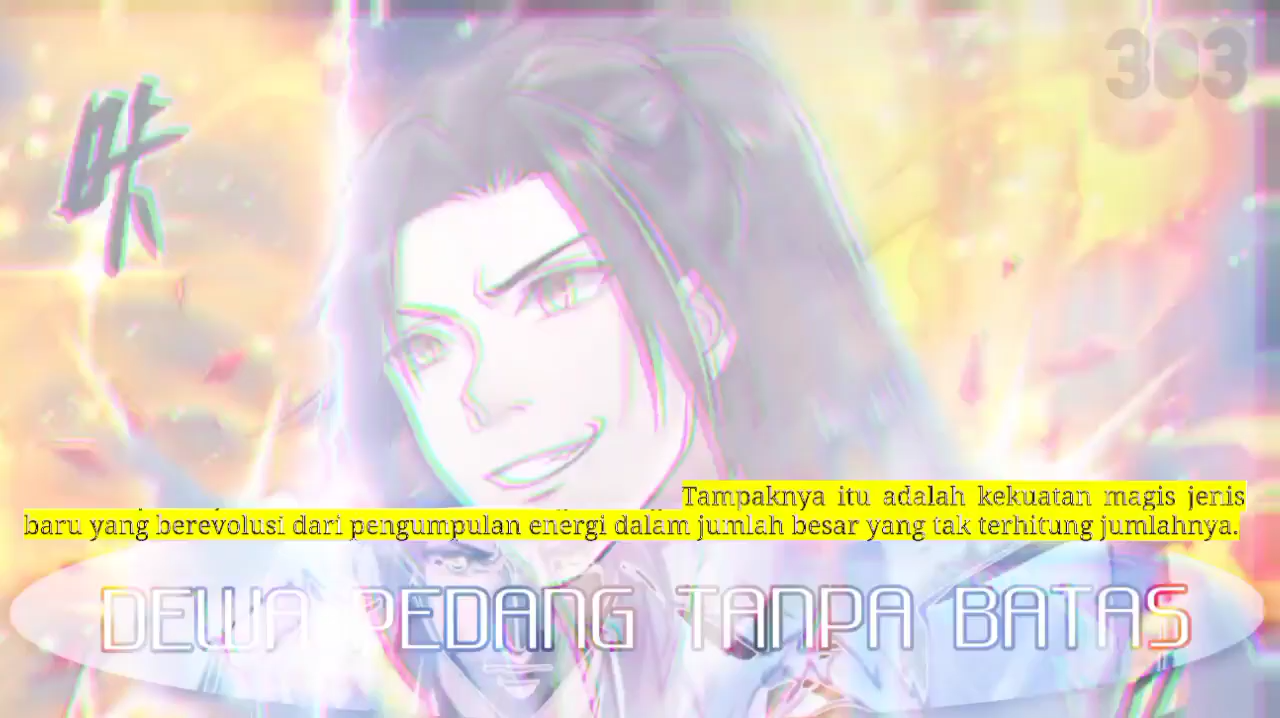 303
咔
Tampaknya itu adalah kekuatan magis jenis
baru yang berevolusi dari pengumpulan energi dalam jumlah besar yang tak terhitung jumlahnya.
DEWA PEDANG TANPA BATAS